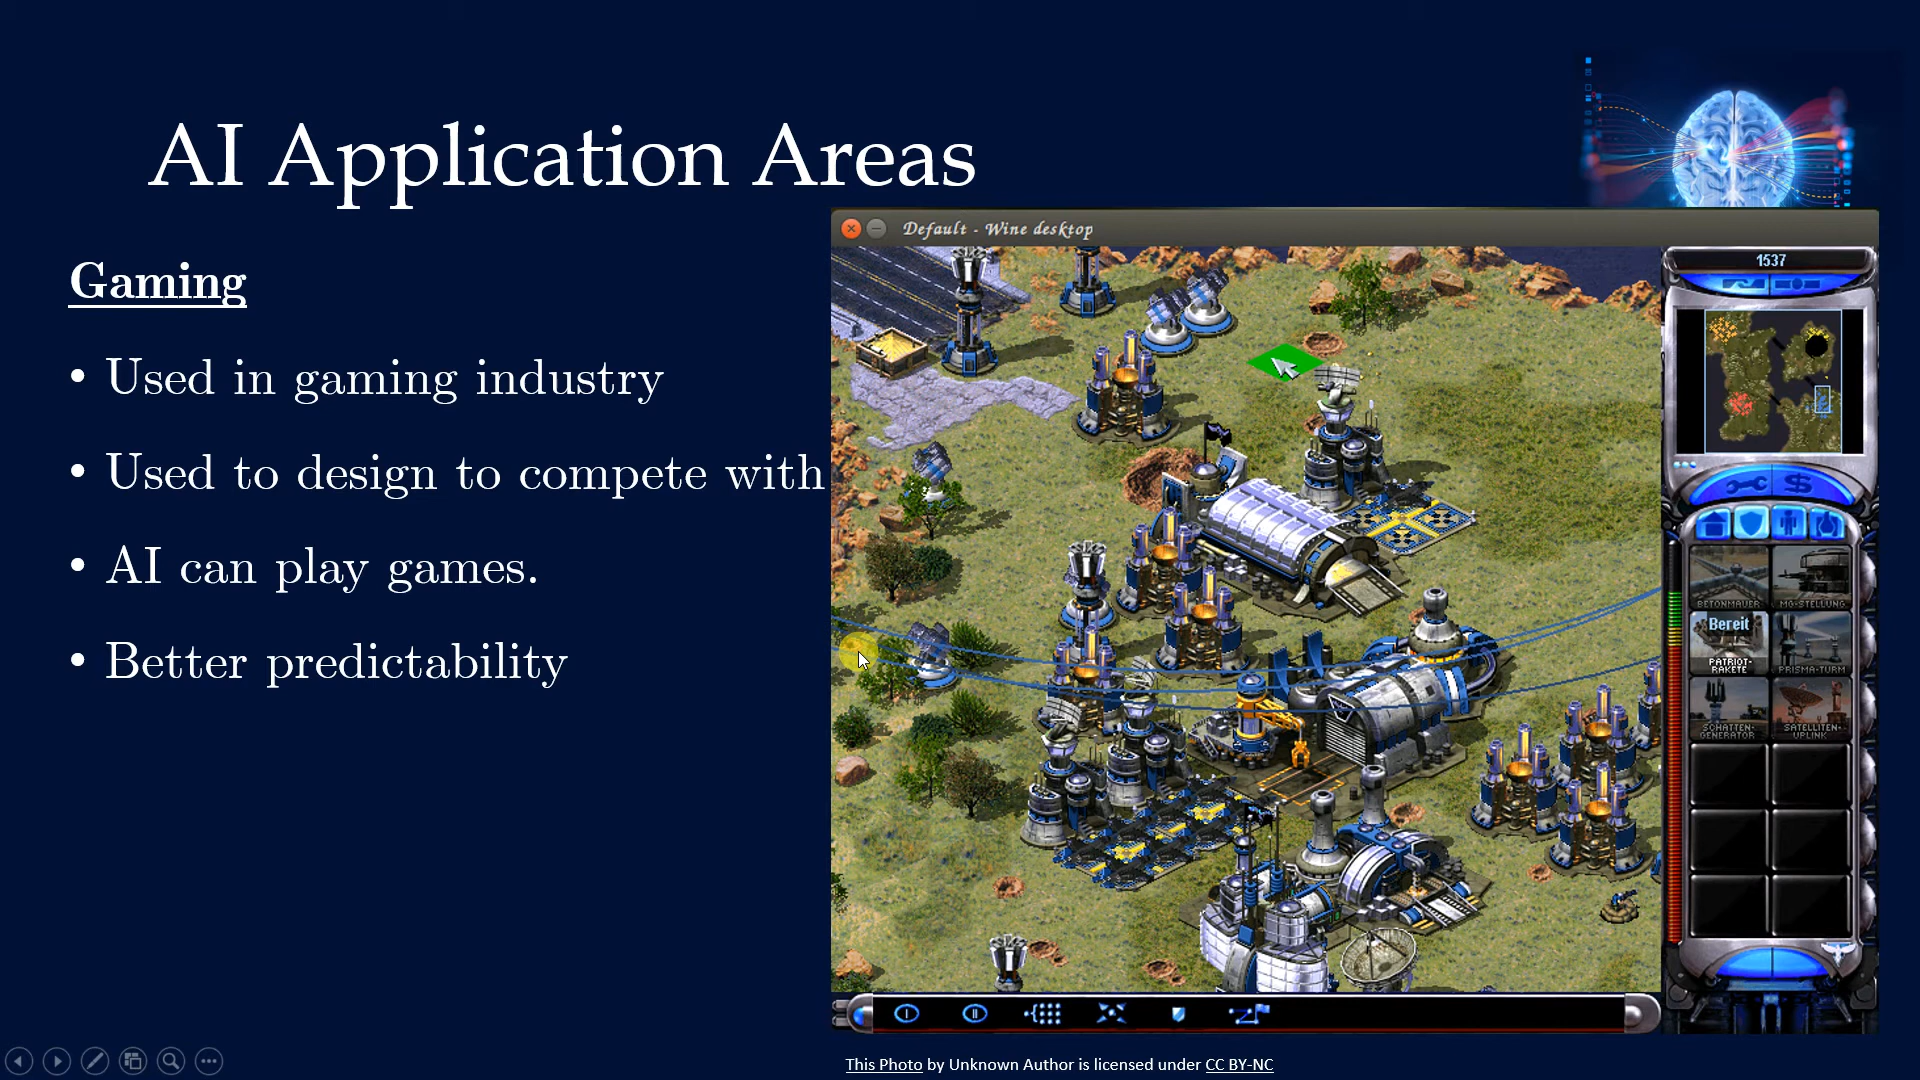 AI Application Areas
Gaming
• Used in gaming industry
• Used to design to compete with
• AI can play games.
• Better predictability
Default - Wine desktop
1537
BETONMAUER
MG-STELLUNG
Bereit
PATRIOT-
RAKETE
PRISMA-TURM
SCHATTEN-
GENERATOR
SATELLITEN-
UPLINK
This Photo by Unknown Author is licensed under CC BY-NC